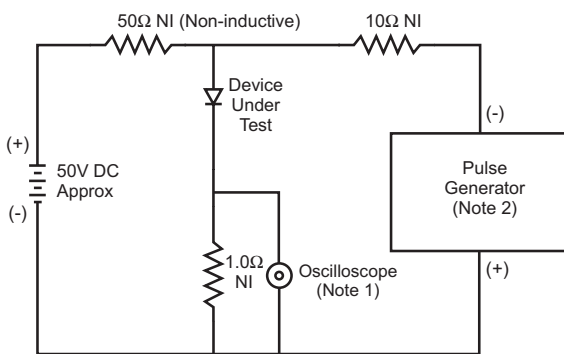 50Ω NI (Non-inductive)
10Ω NI
Device
Under
Test
(-)
(+)
50V DC
Approx
(-)
Pulse
Generator
(Note 2)
1.0Ω
NI
Oscilloscope
(Note 1)
(+)